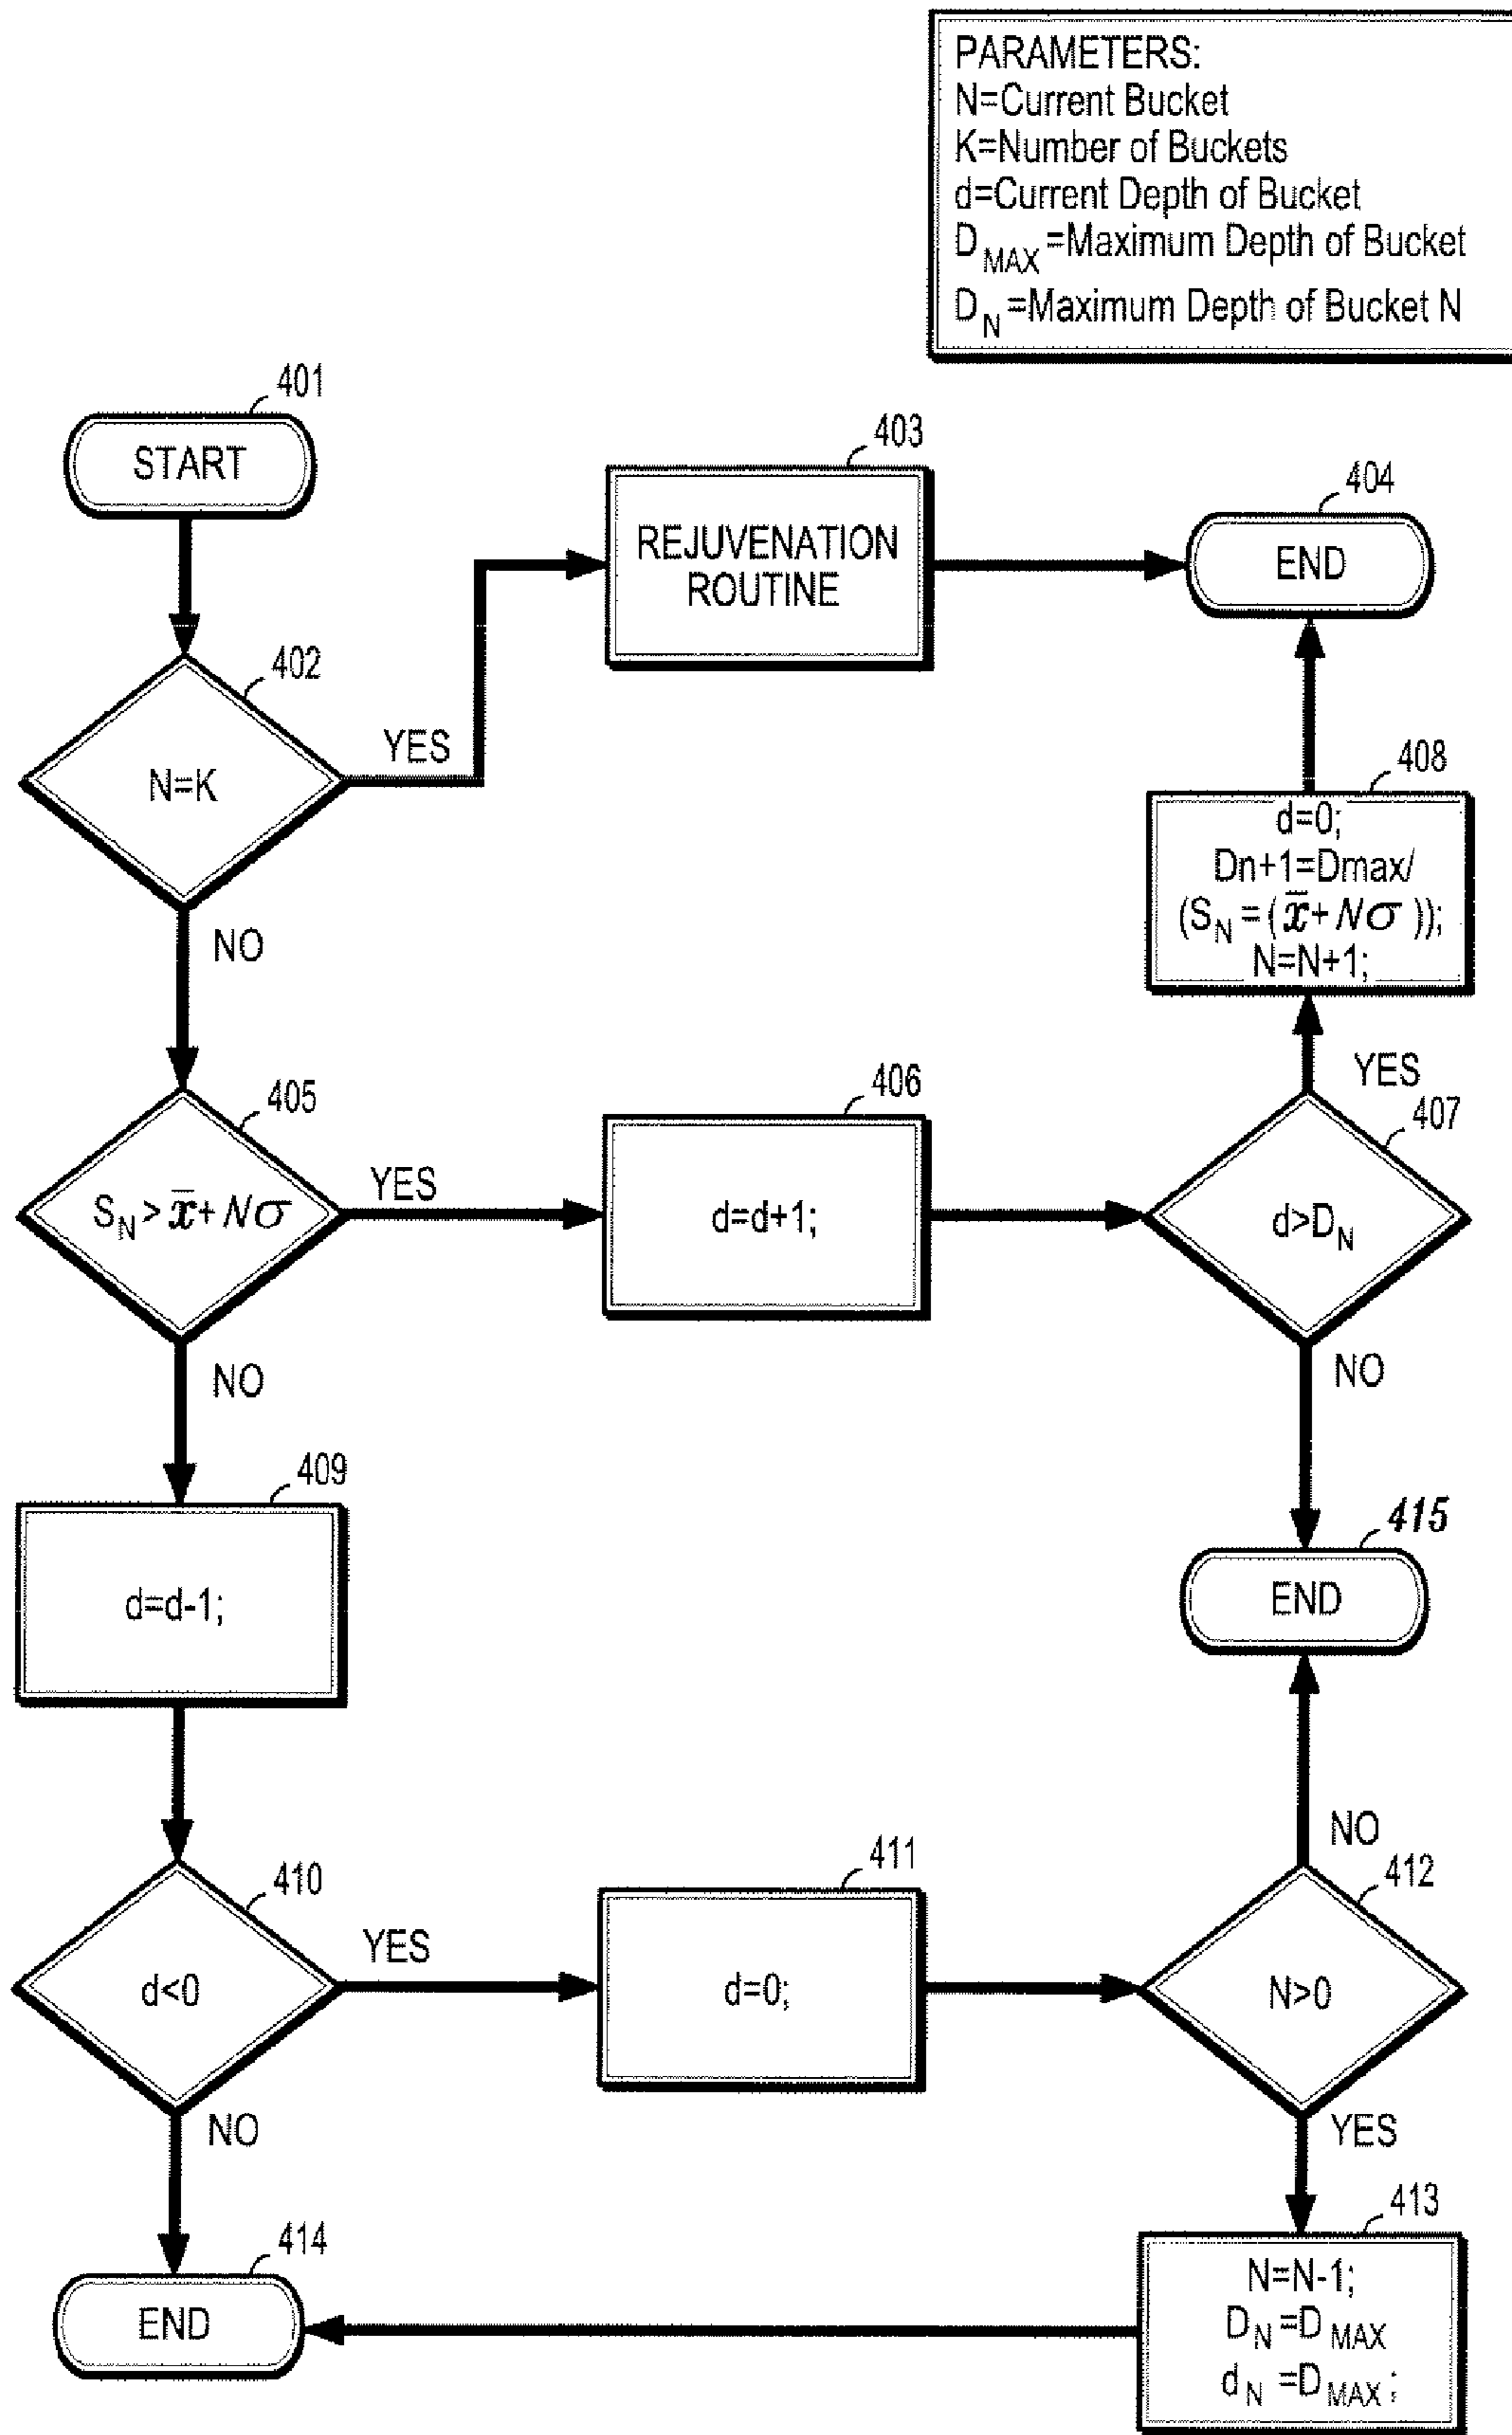 PARAMETERS:
N=Current Bucket
K=Number of Buckets
d=Current Depth of Bucket
D_MAX =Maximum Depth of Bucket
D_N =Maximum Depth of Bucket N
401
START
403
REJUVENATION
ROUTINE
404
END
402
N=K
YES
NO
408
d=0;
Dn+1=Dmax/
(S_N =(x̄+Nσ ));
N=N+1;
YES
405
S_N > x̄+Nσ
YES
NO
406
d=d+1;
407
d>D_N
NO
409
d=d-1;
415
END
NO
410
d<0
YES
NO
411
d=0;
412
N>0
YES
414
END
413
N=N-1;
D_N =D_MAX
d_N =D_MAX ;